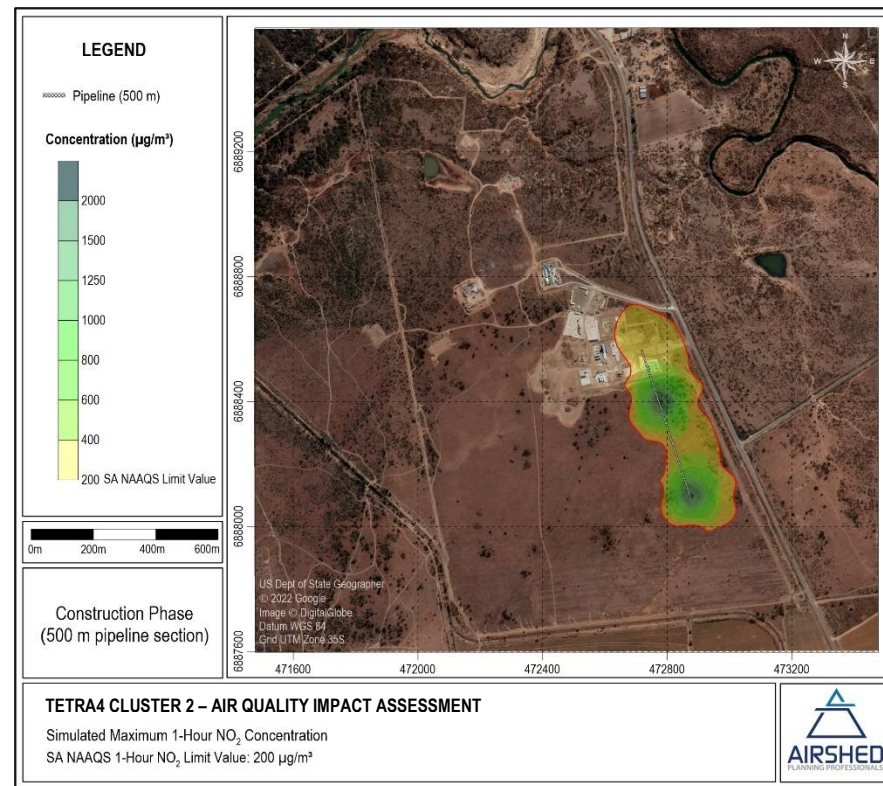 LEGEND
Pipeline (500 m)
Concentration (µg/m³)
2000
1500
1250
1000
800
600
400
200 SA NAAQS Limit Value
0m 200m 400m 600m
Construction Phase
(500 m pipeline section)
N
W E
S
6889200
6888800
6888400
6888000
6887600
US Dept of State Geographer
© 2022 Google
Image © DigitalGlobe
Datum WGS 84
Grid UTM Zone 35S
471600 472000 472400 472800 473200
TETRA4 CLUSTER 2 – AIR QUALITY IMPACT ASSESSMENT
Simulated Maximum 1-Hour NO₂ Concentration
SA NAAQS 1-Hour NO₂ Limit Value: 200 µg/m³
AIRSHED
PLANNING PROFESSIONALS